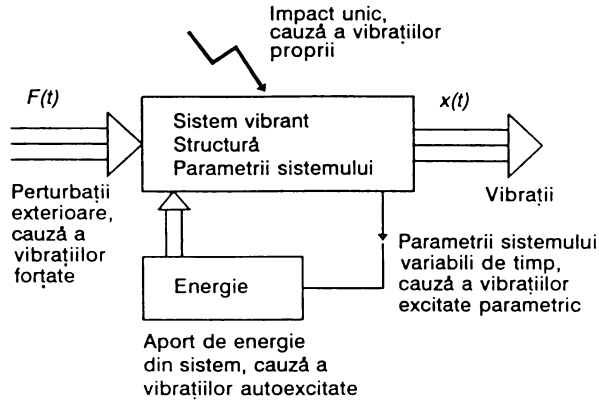 Impact unic,
cauză a vibrațiilor
proprii
F(t)
x(t)
Sistem vibrant
Structură
Parametrii sistemului
Perturbații
exterioare,
cauză a
vibrațiilor
forțate
Vibrații
Energie
Parametrii sistemului
variabili de timp,
cauză a vibrațiilor
excitate parametric
Aport de energie
din sistem, cauză a
vibrațiilor autoexcitate